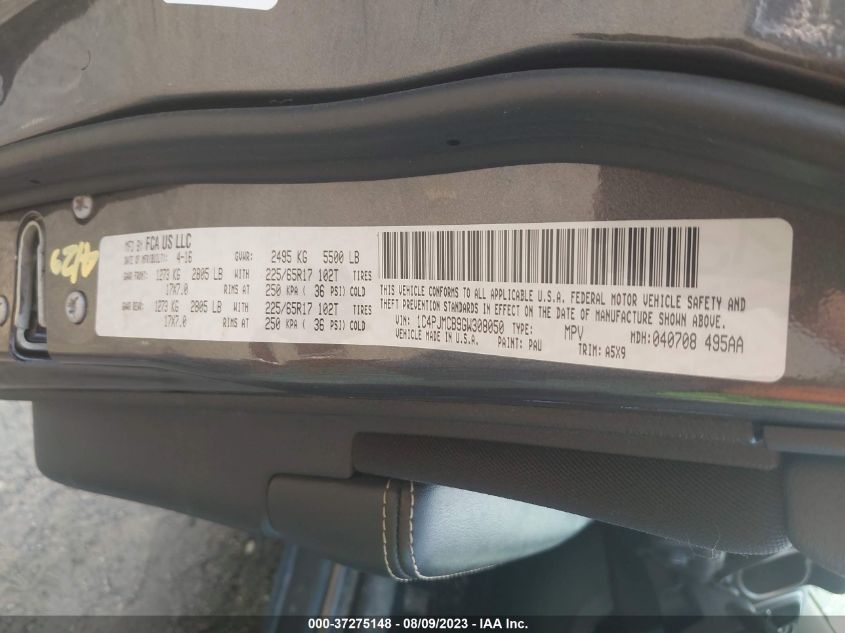 MFD BY: FCA US LLC
DATE OF MFR(BUILT): 4-16 GVWR: 2495 KG 5500 LB
GAWR FRONT: 1273 KG 2805 LB WITH 225/65R17 102T TIRES
17X7.0 RIMS AT 250 KPA ( 36 PSI) COLD
GAWR REAR: 1273 KG 2805 LB WITH 225/65R17 102T TIRES
17X7.0 RIMS AT 250 KPA ( 36 PSI) COLD
THIS VEHICLE CONFORMS TO ALL APPLICABLE U.S.A. FEDERAL MOTOR VEHICLE SAFETY AND
THEFT PREVENTION STANDARDS IN EFFECT ON THE DATE OF MANUFACTURE SHOWN ABOVE.
VIN: 1C4PJMCB9GW308050 TYPE: MPV MDH: 040708 495AA
VEHICLE MADE IN U.S.A. PAINT: PAU TRIM: A5X9
000-37275148 - 08/09/2023 - IAA Inc.